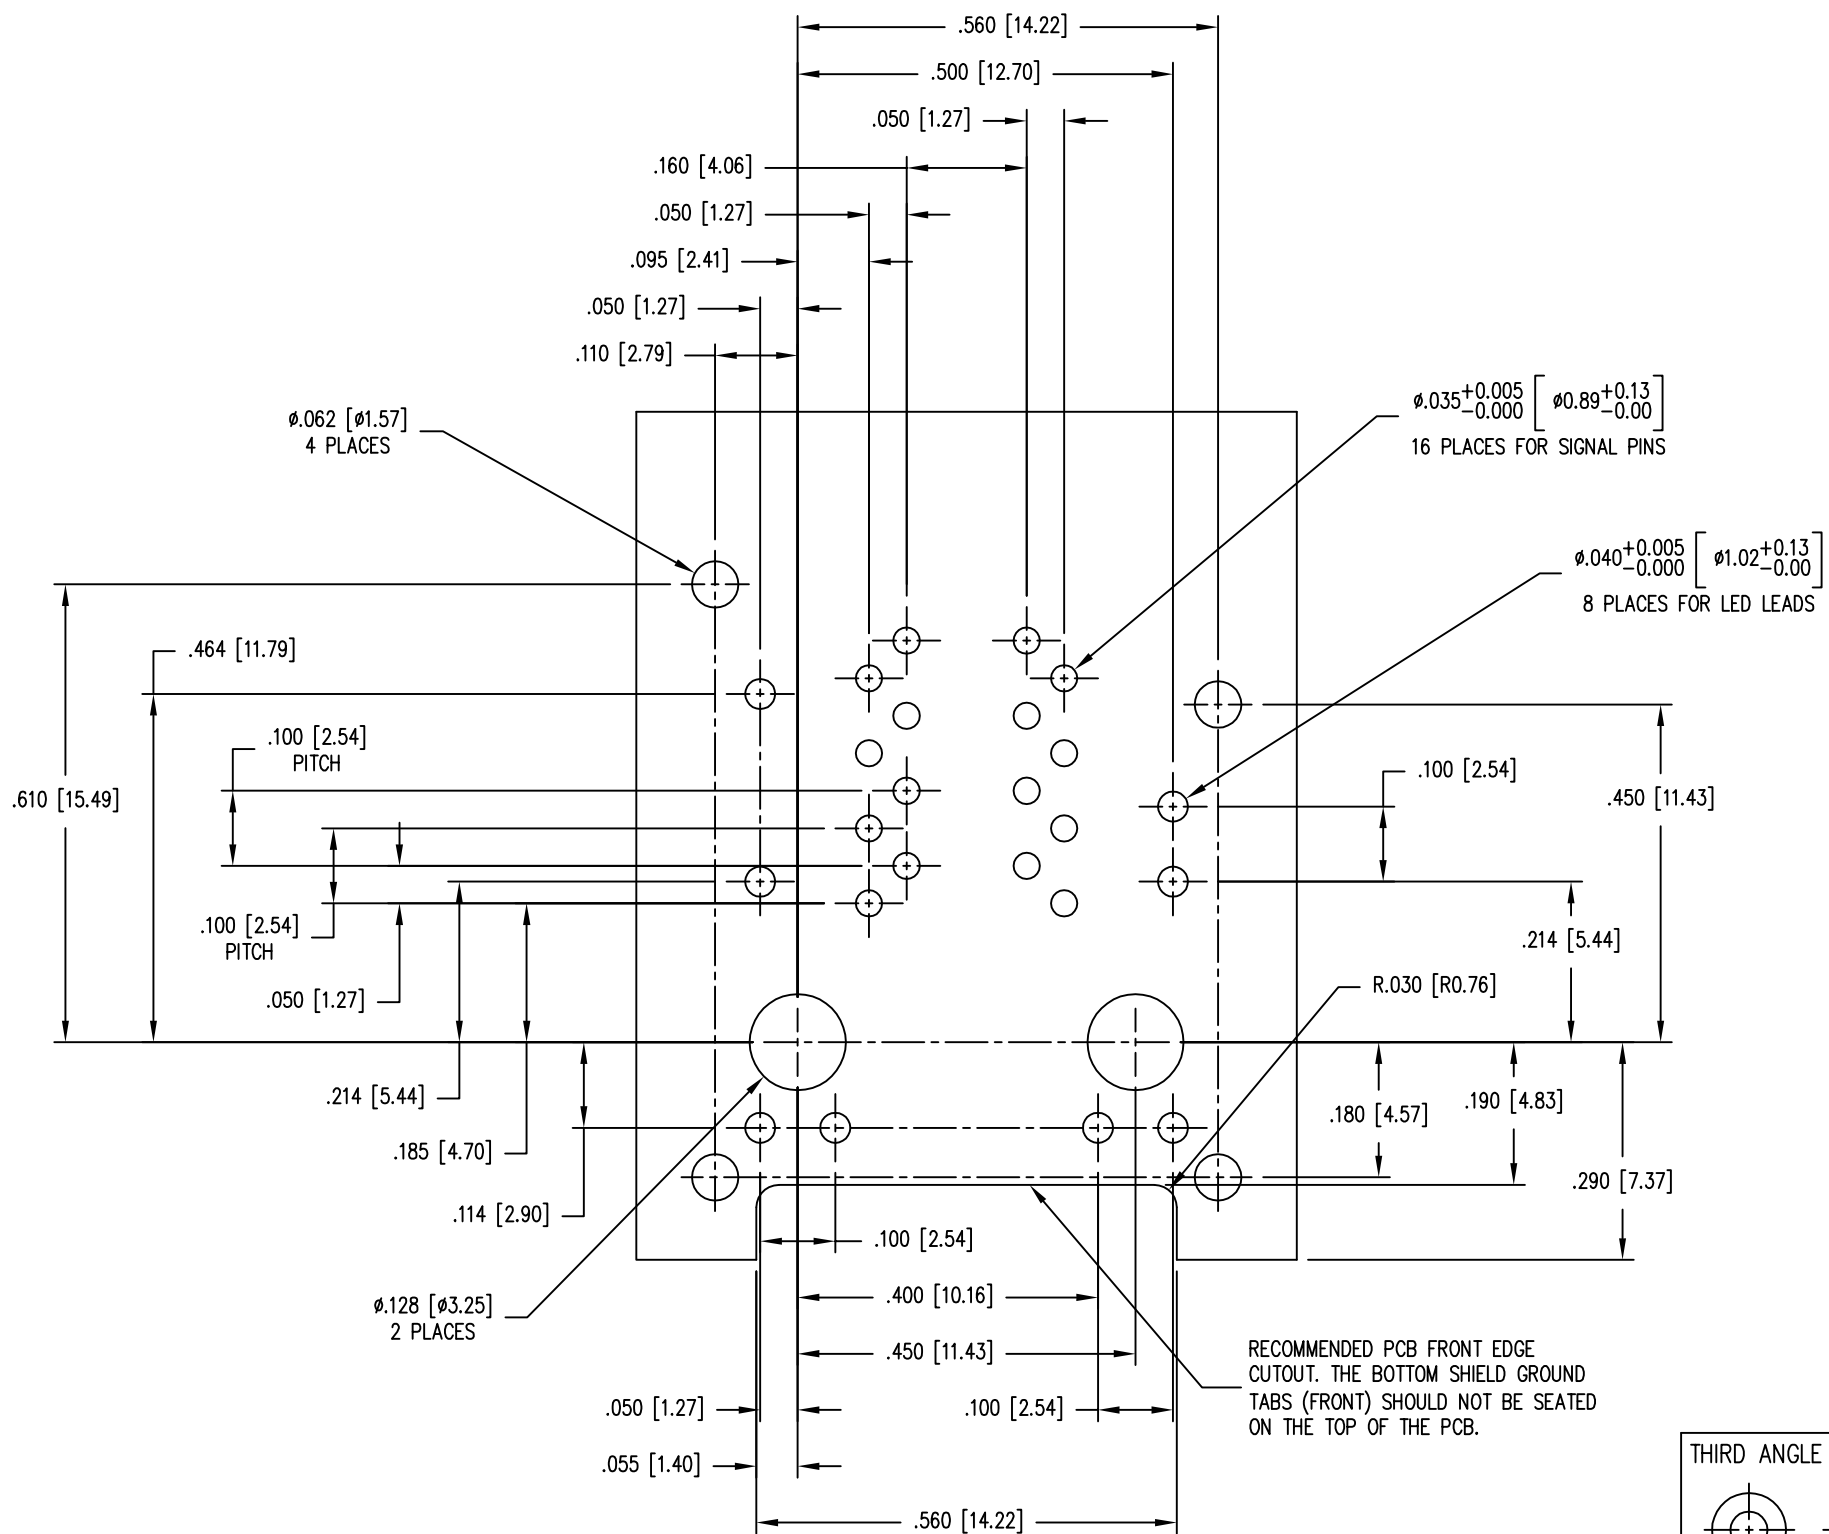 .560 [14.22]
.500 [12.70]
.050 [1.27]
.160 [4.06]
.050 [1.27]
.095 [2.41]
.050 [1.27]
.110 [2.79]
ø.062 [ø1.57]
4 PLACES
ø.035+0.005 -0.000 [ø0.89+0.13 -0.00]
16 PLACES FOR SIGNAL PINS
ø.040+0.005 -0.000 [ø1.02+0.13 -0.00]
8 PLACES FOR LED LEADS
.464 [11.79]
.100 [2.54]
PITCH
.610 [15.49]
.100 [2.54]
.450 [11.43]
.100 [2.54]
PITCH
.214 [5.44]
.050 [1.27]
R.030 [R0.76]
.214 [5.44]
.180 [4.57]
.190 [4.83]
.185 [4.70]
.290 [7.37]
.114 [2.90]
.100 [2.54]
ø.128 [ø3.25]
2 PLACES
.400 [10.16]
.450 [11.43]
RECOMMENDED PCB FRONT EDGE
CUTOUT. THE BOTTOM SHIELD GROUND
TABS (FRONT) SHOULD NOT BE SEATED
ON THE TOP OF THE PCB.
.050 [1.27]
.100 [2.54]
.055 [1.40]
THIRD ANGLE
.560 [14.22]